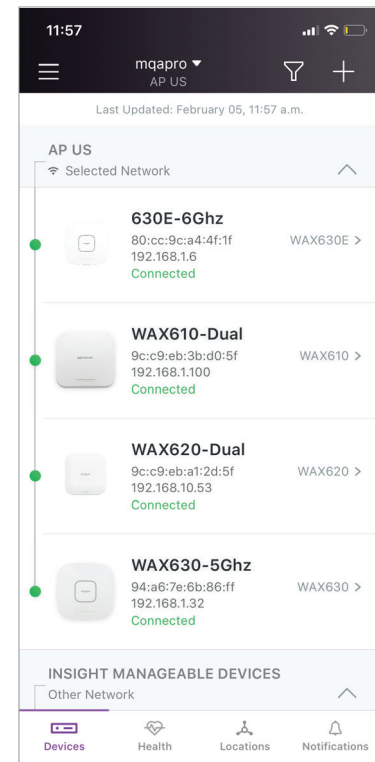 11:57
mqapro
AP US
Last Updated: February 05, 11:57 a.m.
AP US
Selected Network
630E-6Ghz
80:cc:9c:a4:4f:1f
WAX630E >
192.168.1.6
Connected
WAX610-Dual
9c:c9:eb:3b:d0:5f
WAX610 >
192.168.1.100
Connected
WAX620-Dual
9c:c9:eb:a1:2d:5f
WAX620 >
192.168.10.53
Connected
WAX630-5Ghz
94:a6:7e:6b:86:ff
WAX630 >
192.168.1.32
Connected
INSIGHT MANAGEABLE DEVICES
Other Network
Devices Health Locations Notifications